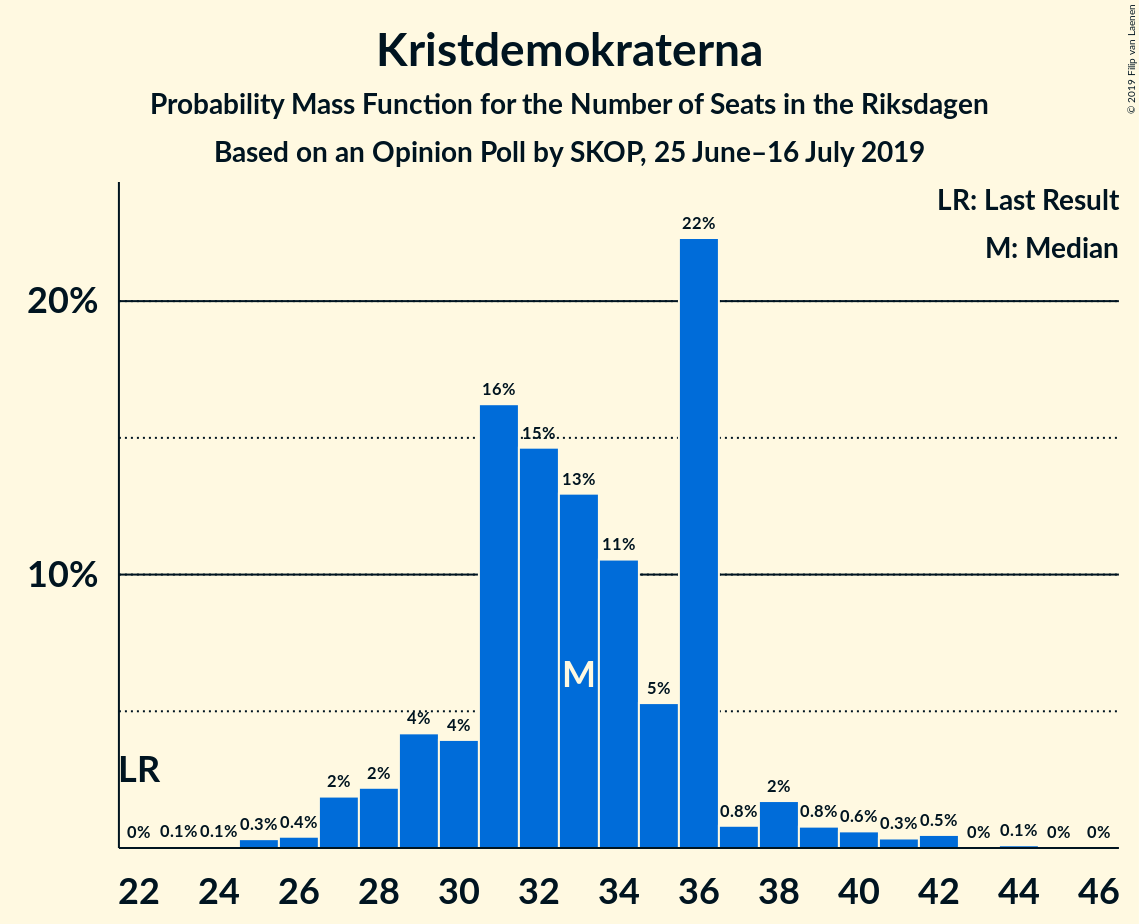 Kristdemokraterna
Probability Mass Function for the Number of Seats in the Riksdagen
Based on an Opinion Poll by SKOP, 25 June–16 July 2019
© 2019 Filip van Laenen
LR: Last Result
M: Median
20%
10%
LR
M
0% 0.1% 0.1% 0.3% 0.4% 2% 2% 4% 4% 16% 15% 13% 11% 5% 22% 0.8% 2% 0.8% 0.6% 0.3% 0.5% 0% 0.1% 0% 0%
22 24 26 28 30 32 34 36 38 40 42 44 46